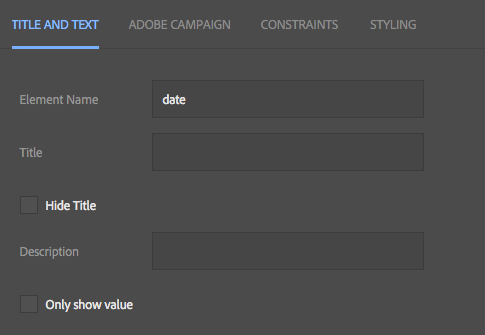 TITLE AND TEXT ADOBE CAMPAIGN CONSTRAINTS STYLING
Element Name date
Title
Hide Title
Description
Only show value